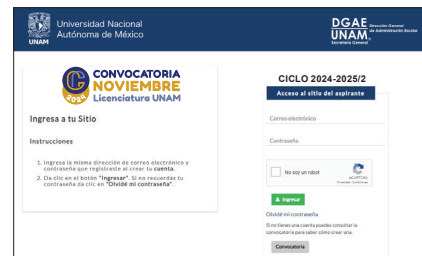 Universidad Nacional
Autónoma de México
UNAM
DGAE
Dirección General
de Administración Escolar
UNAM
Secretaría General
CONVOCATORIA
NOVIEMBRE
2024
Licenciatura UNAM
Ingresa a tu Sitio
Instrucciones
1. Ingresa la misma dirección de correo electrónico y
contraseña que registraste al crear tu cuenta.
2. Da clic en el botón "Ingresar". Si no recuerdas tu
contraseña da clic en "Olvidé mi contraseña".
CICLO 2024-2025/2
Acceso al sitio del aspirante
Correo electrónico
Contraseña
No soy un robot
reCAPTCHA
Ingresar
Olvidé mi contraseña
Si no tienes una cuenta puedes consultar la
convocatoria para saber cómo crear una.
Convocatoria